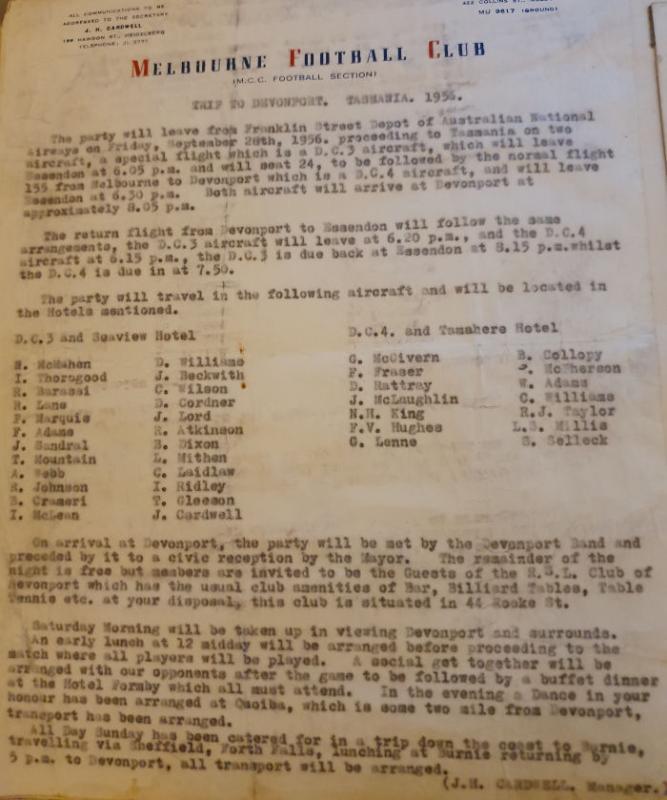 ALL COMMUNICATIONS TO BE
ADDRESSED TO THE SECRETARY
J. H. CARDWELL
HAWDON ST., HEIDELBERG
TELEPHONE: JL
422 COLLINS ST.,
MU 9617 (GROUND)
MELBOURNE FOOTBALL CLUB
(M.C.C. FOOTBALL SECTION)
TRIP TO DEVONPORT. TASMANIA. 1956.
The party will leave from Franklin Street Depot of Australian National
Airways on Friday, September 28th, 1956. proceeding to Tasmania on two
aircraft, a special flight which is a D.C.3 aircraft, which will leave
Essendon at 6.05 p.m. and will seat 24, to be followed by the normal flight
155 from Melbourne to Devonport which is a D.C.4 aircraft, and will leave
Essendon at 6.30 p.m. Both aircraft will arrive at Devonport at
approximately 8.05 p.m.
The return flight from Devonport to Essendon will follow the same
arrangements, the D.C.3 aircraft will leave at 6.20 p.m., and the D.C.4
aircraft at 6.15 p.m., the D.C.3 is due back at Essendon at 8.15 p.m.whilst
the D.C.4 is due in at 7.50.
The party will travel in the following aircraft and will be located in
the Hotels mentioned.
D.C.3 and Seaview Hotel
N. McMahen D. Williams
I. Thorogood J. Beckwith
R. Barassi C. Wilson
R. Lane D. Cordner
F. Marquis J. Lord
F. Adams R. Atkinson
J. Sandral B. Dixon
T. Mountain L. Mithen
A. Webb C. Laidlaw
R. Johnson I. Ridley
B. Crameri T. Gleeson
I. McLean J. Cardwell
D.C.4. and Tamahere Hotel
G. McGivern B. Collopy
F. Fraser McPherson
D. Rattray W. Adams
J. McLaughlin C. Williams
N.H. King R.J. Taylor
F.V. Hughes L.S. Millis
G. Lenne S. Selleck
On arrival at Devonport, the party will be met by the Devonport Band and
preceded by it to a civic reception by the Mayor. The remainder of the
night is free but members are invited to be the Guests of the R.S.L. Club of
Devonport which has the usual club amenities of Bar, Billiard Tables, Table
Tennis etc. at your disposal, this club is situated in 44 Rooke St.
Saturday Morning will be taken up in viewing Devonport and surrounds.
An early lunch at 12 midday will be arranged before proceeding to the
match where all players will be played. A social get together will be
arranged with our opponents after the game to be followed by a buffet dinner
at the Hotel Formby which all must attend. In the evening a Dance in your
honour has been arranged at Quoiba, which is some two mile from Devonport,
transport has been arranged.
All Day Sunday has been catered for in a trip down the coast to Burnie,
travelling via Sheffield, Forth Falls, lunching at Burnie returning by
5 p.m. to Devonport, all transport will be arranged.
(J.H. CARDWELL. Manager.)